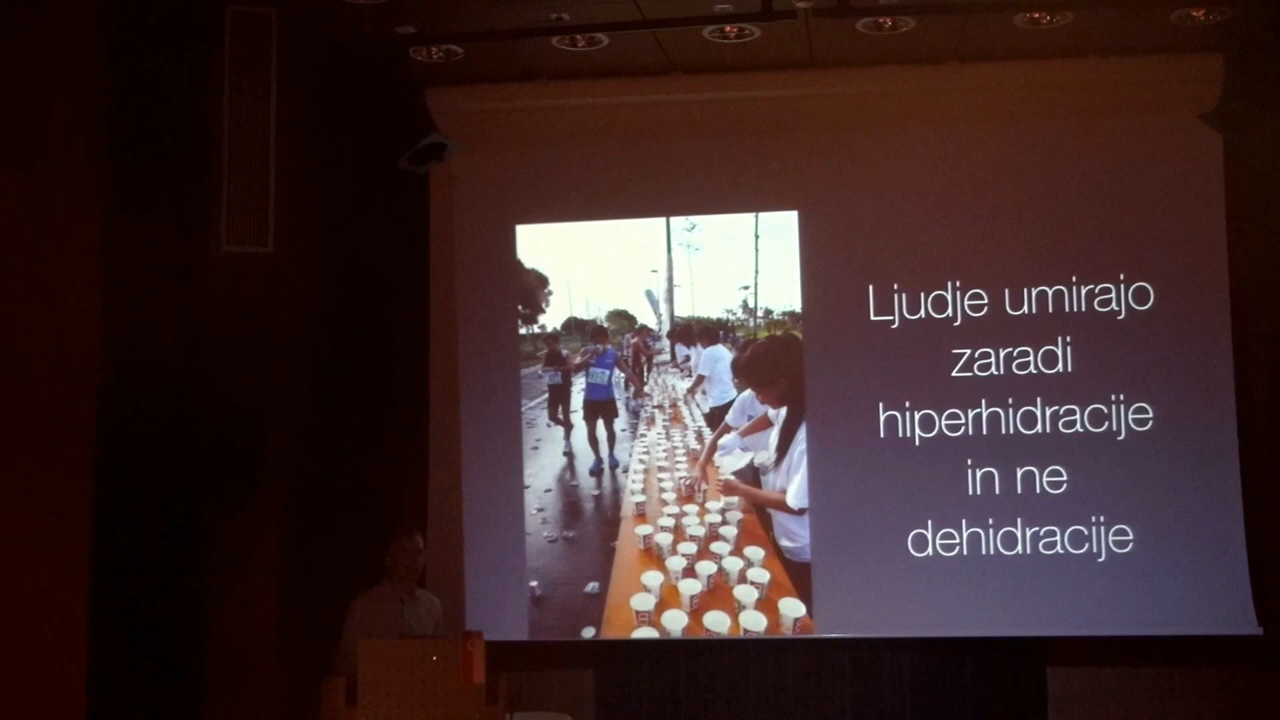 Ljudje umirajo
zaradi
hiperhidracije
in ne
dehidracije